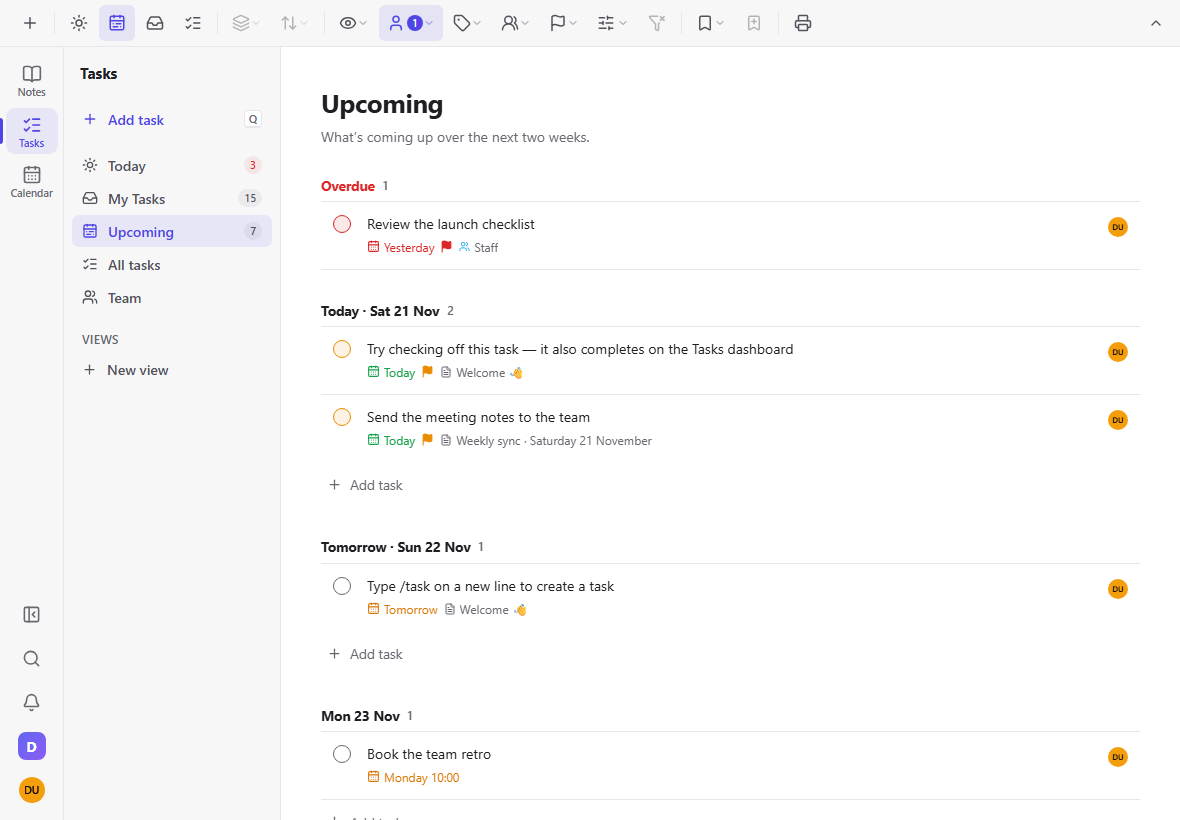 1
Notes
Tasks
Calendar
D
DU
Tasks
Add task Q
Today 3
My Tasks 15
Upcoming 7
All tasks
Team
VIEWS
New view
Upcoming
What's coming up over the next two weeks.
Overdue 1
Review the launch checklist DU
Yesterday Staff
Today · Sat 21 Nov 2
Try checking off this task — it also completes on the Tasks dashboard DU
Today Welcome 👋
Send the meeting notes to the team DU
Today Weekly sync · Saturday 21 November
Add task
Tomorrow · Sun 22 Nov 1
Type /task on a new line to create a task DU
Tomorrow Welcome 👋
Add task
Mon 23 Nov 1
Book the team retro DU
Monday 10:00